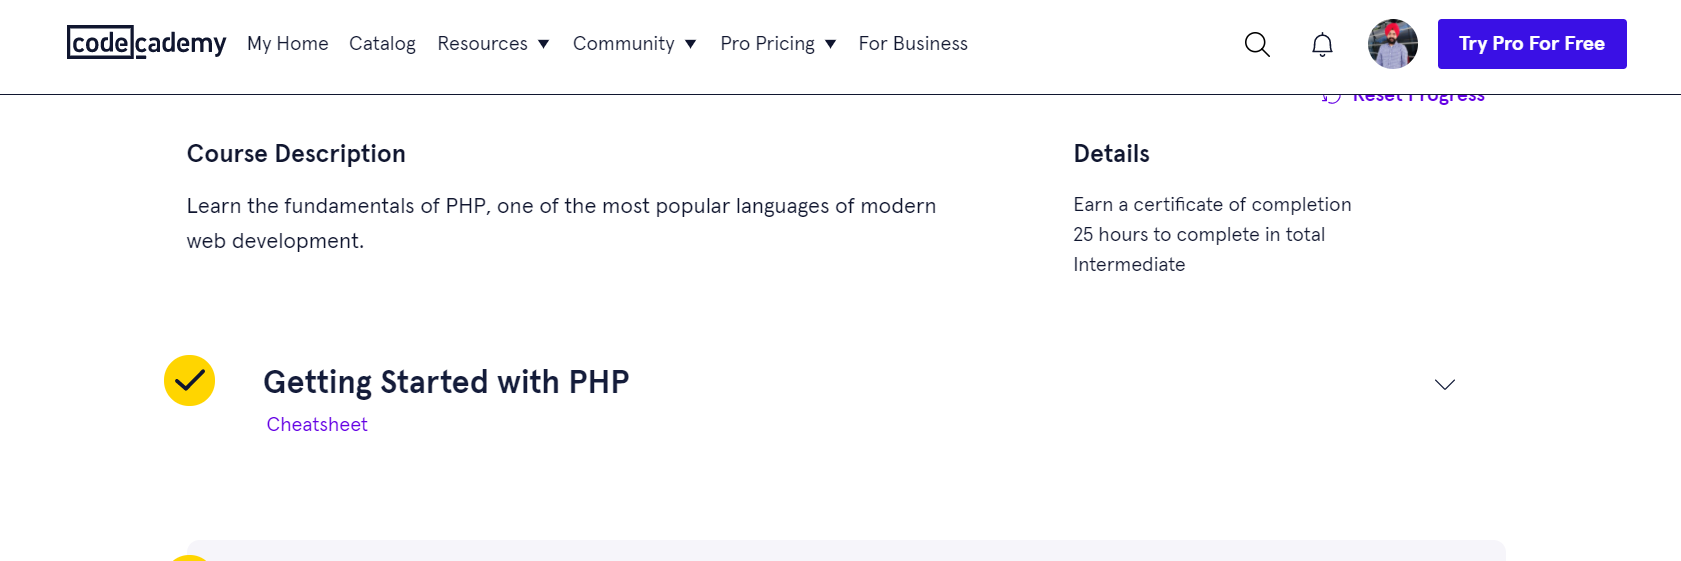 codecademy My Home Catalog Resources Community Pro Pricing For Business Try Pro For Free
Reset Progress
Course Description
Details
Learn the fundamentals of PHP, one of the most popular languages of modern
web development.
Earn a certificate of completion
25 hours to complete in total
Intermediate
Getting Started with PHP
Cheatsheet